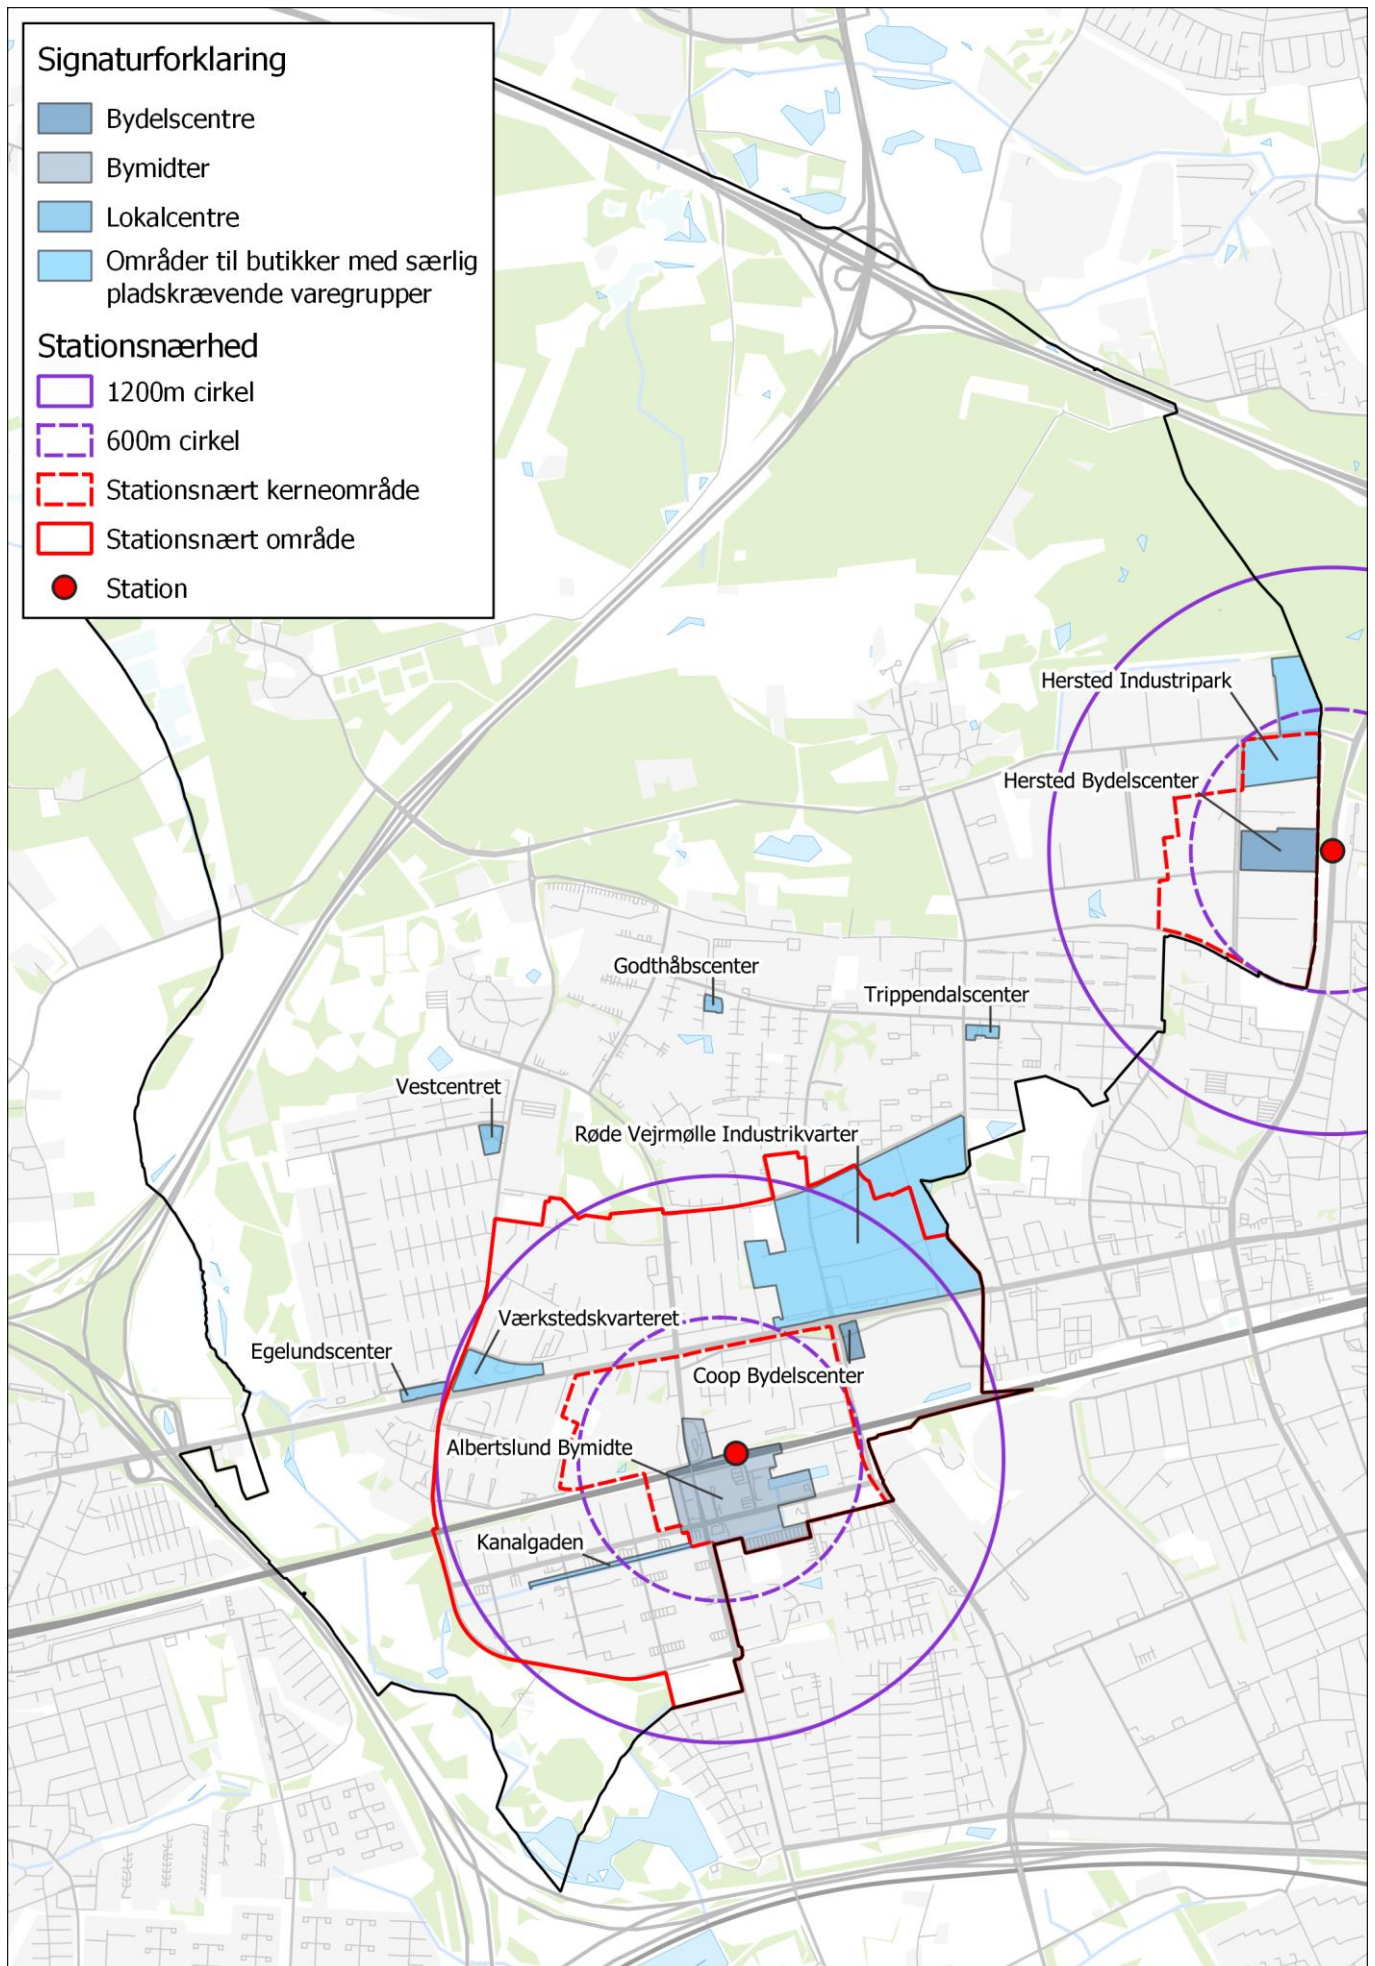 Signaturforklaring
Bydelscentre
Bymidter
Lokalcentre
Områder til butikker med særlig
pladskrævende varegrupper
Stationsnærhed
1200m cirkel
600m cirkel
Stationsnært kerneområde
Stationsnært område
Station
Hersted Industripark
Hersted Bydelscenter
Godthåbscenter
Trippendalscenter
Vestcentret
Røde Vejrmølle Industrikvarter
Værkstedskvarteret
Egelundscenter
Coop Bydelscenter
Albertslund Bymidte
Kanalgaden